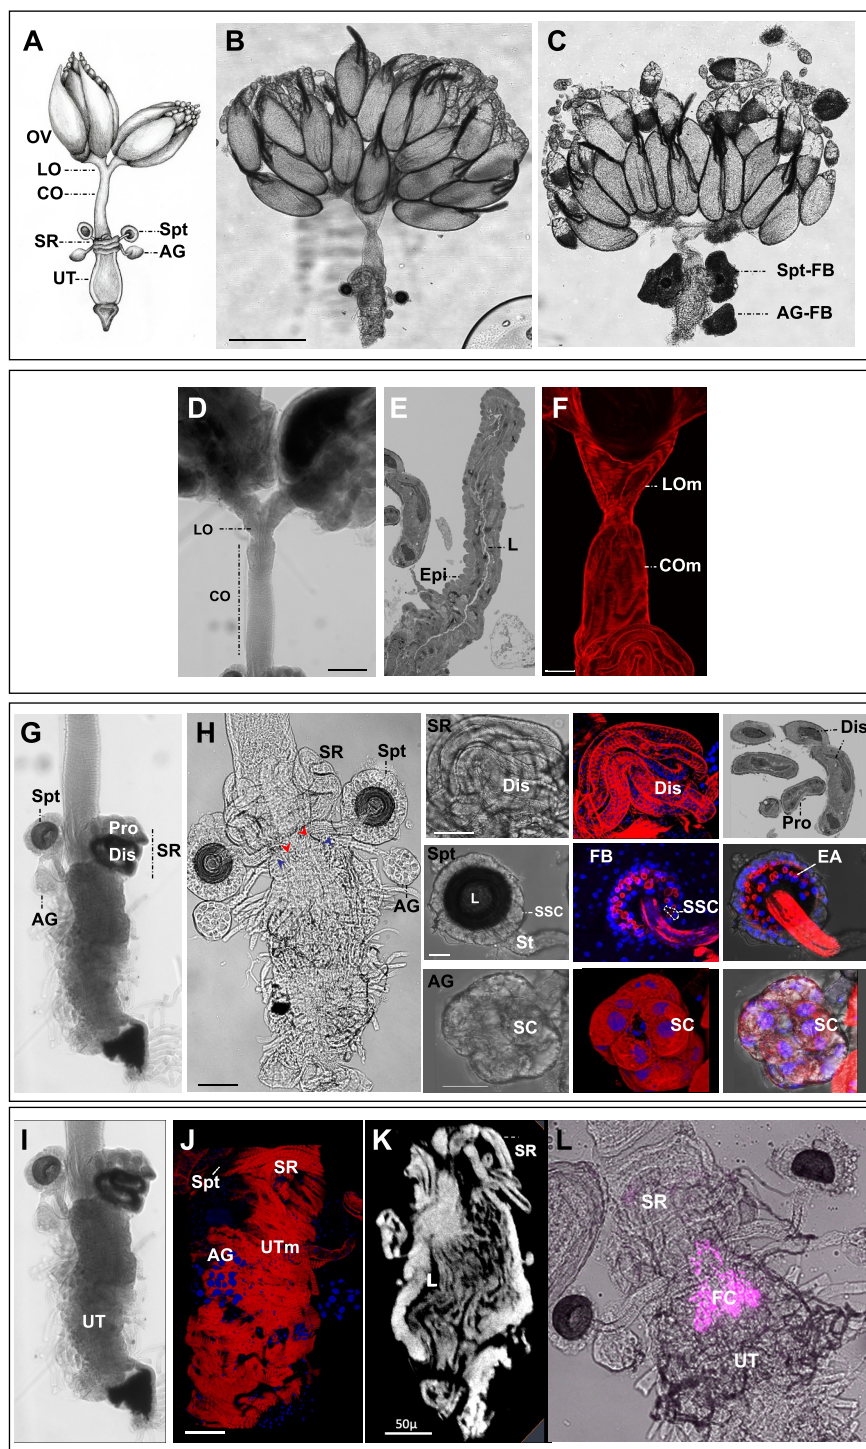 A
OV
LO
CO
SR
Spt
AG
UT
B
C
Spt-FB
AG-FB
D
LO
CO
E
Epi
L
F
LOm
COm
G
Spt
Pro
Dis
SR
AG
H
SR
Spt
AG
SR
Dis
Dis
Dis
Pro
Spt
L
SSC
St
FB
SSC
EA
AG
SC
SC
SC
I
UT
J
SR
Spt
UTm
AG
K
SR
L
50µ
L
SR
FC
UT